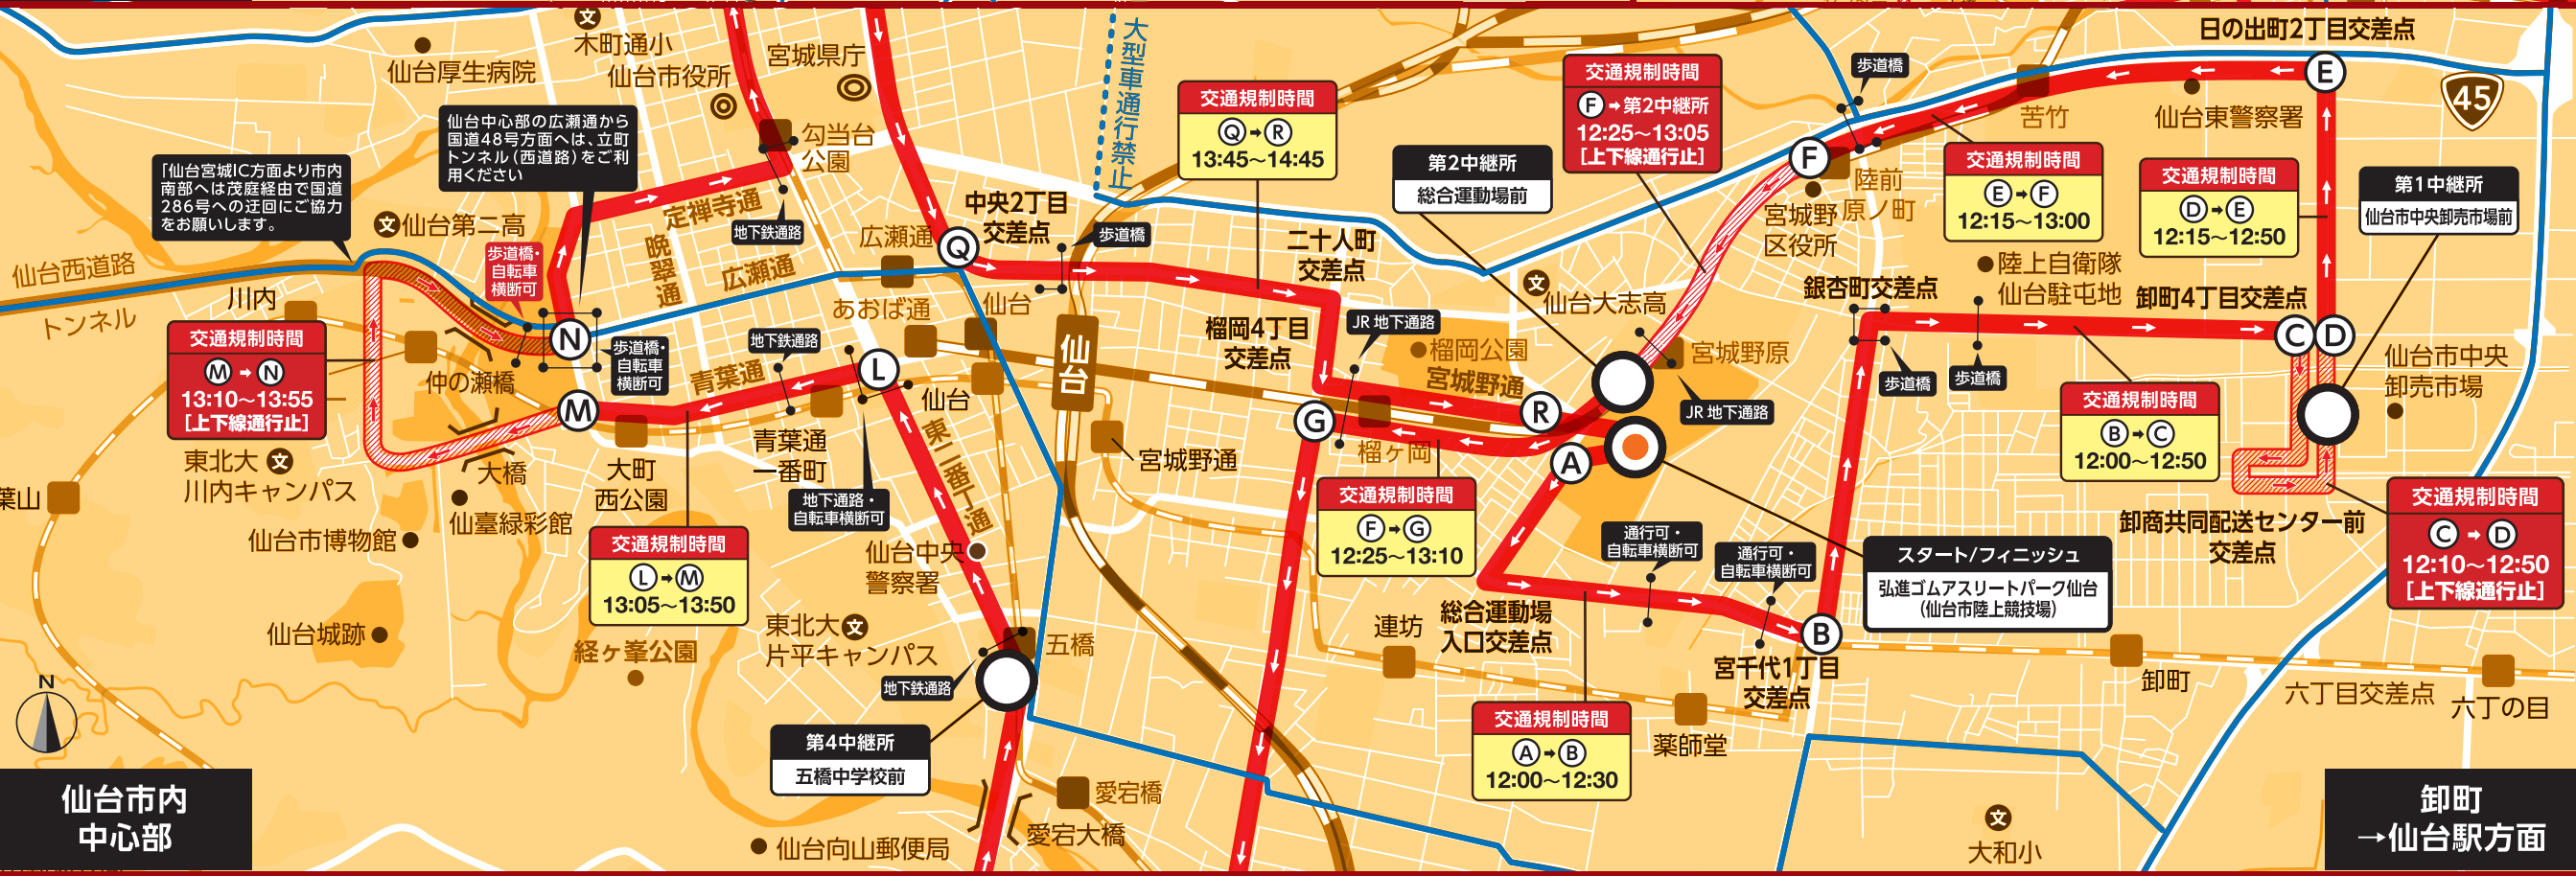 木町通小
仙台厚生病院
仙台市役所
宮城県庁
勾当台
公園
仙台中心部の広瀬通から
国道48号方面へは、立町
トンネル（西道路）をご利
用ください
「仙台宮城IC方面より市内
南部へは茂庭経由で国道
286号への迂回にご協力
をお願いします。
文仙台第二高
歩道橋・
自転車
横断可
仙台西道路
トンネル
川内
定禅寺通
地下鉄通路
晩翠通
広瀬通
広瀬通
あおば通
仙台
大型車通行禁止
中央2丁目
交差点
歩道橋
Q
交通規制時間
Q→R
13:45～14:45
二十人町
交差点
第2中継所
総合運動場前
交通規制時間
F→第2中継所
12:25～13:05
[上下線通行止]
歩道橋
苦竹
F
陸前
原ノ町
宮城野
区役所
日の出町2丁目交差点
E
45
仙台東警察署
交通規制時間
E→F
12:15～13:00
交通規制時間
D→E
12:15～12:50
第1中継所
仙台市中央卸売市場前
陸上自衛隊
仙台駐屯地
銀杏町交差点
卸町4丁目交差点
C
D
歩道橋
歩道橋
仙台市中央
卸売市場
交通規制時間
B→C
12:00～12:50
卸商共同配送センター前
交差点
交通規制時間
C→D
12:10～12:50
[上下線通行止]
文
仙台大志高
宮城野原
JR 地下通路
JR 地下通路
榴岡公園
宮城野通
榴岡4丁目
交差点
仙台
G
R
A
榴ヶ岡
宮城野通
交通規制時間
F→G
12:25～13:10
交通規制時間
M→N
13:10～13:55
[上下線通行止]
仲の瀬橋
N
歩道橋・
自転車
横断可
M
地下鉄通路
青葉通
L
仙台
東二番丁通
青葉通
一番町
地下通路・
自転車横断可
大町
西公園
大橋
東北大 文
川内キャンパス
葉山
仙臺緑彩館
仙台市博物館
交通規制時間
L→M
13:05～13:50
仙台中央
警察署
仙台城跡
経ヶ峯公園
東北大文
片平キャンパス
地下鉄通路
五橋
第4中継所
五橋中学校前
愛宕橋
愛宕大橋
仙台向山郵便局
連坊
総合運動場
入口交差点
通行可・
自転車横断可
通行可・
自転車横断可
スタート/フィニッシュ
弘進ゴムアスリートパーク仙台
（仙台市陸上競技場）
B
宮千代1丁目
交差点
薬師堂
交通規制時間
A→B
12:00～12:30
卸町
六丁目交差点
六丁の目
文
大和小
N
仙台市内
中心部
卸町
→仙台駅方面